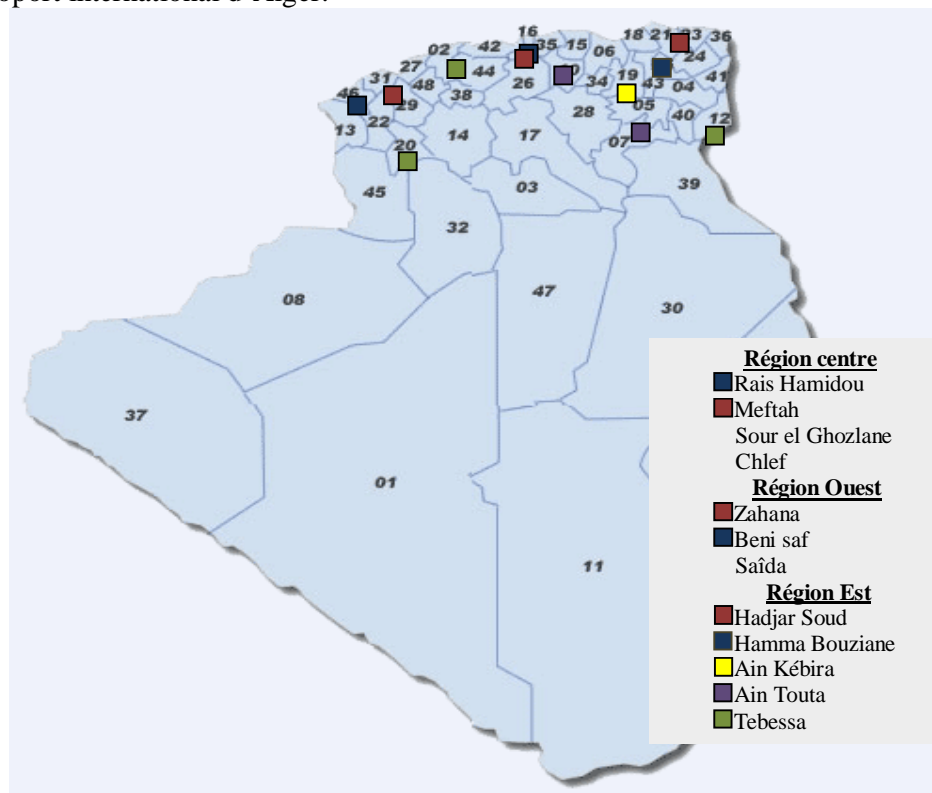 international d'Alger.
16
18 21 36
02 42 35 15 06
24
27 44 19 41
31 48 26 34 43 04
46 29 38 05
22 28 40 12
13 14 17 07
20
45 03 39
32
08 47 30
37
01
11
Région centre
Rais Hamidou
Meftah
Sour el Ghozlane
Chlef
Région Ouest
Zahana
Beni saf
Saîda
Région Est
Hadjar Soud
Hamma Bouziane
Ain Kébira
Ain Touta
Tebessa